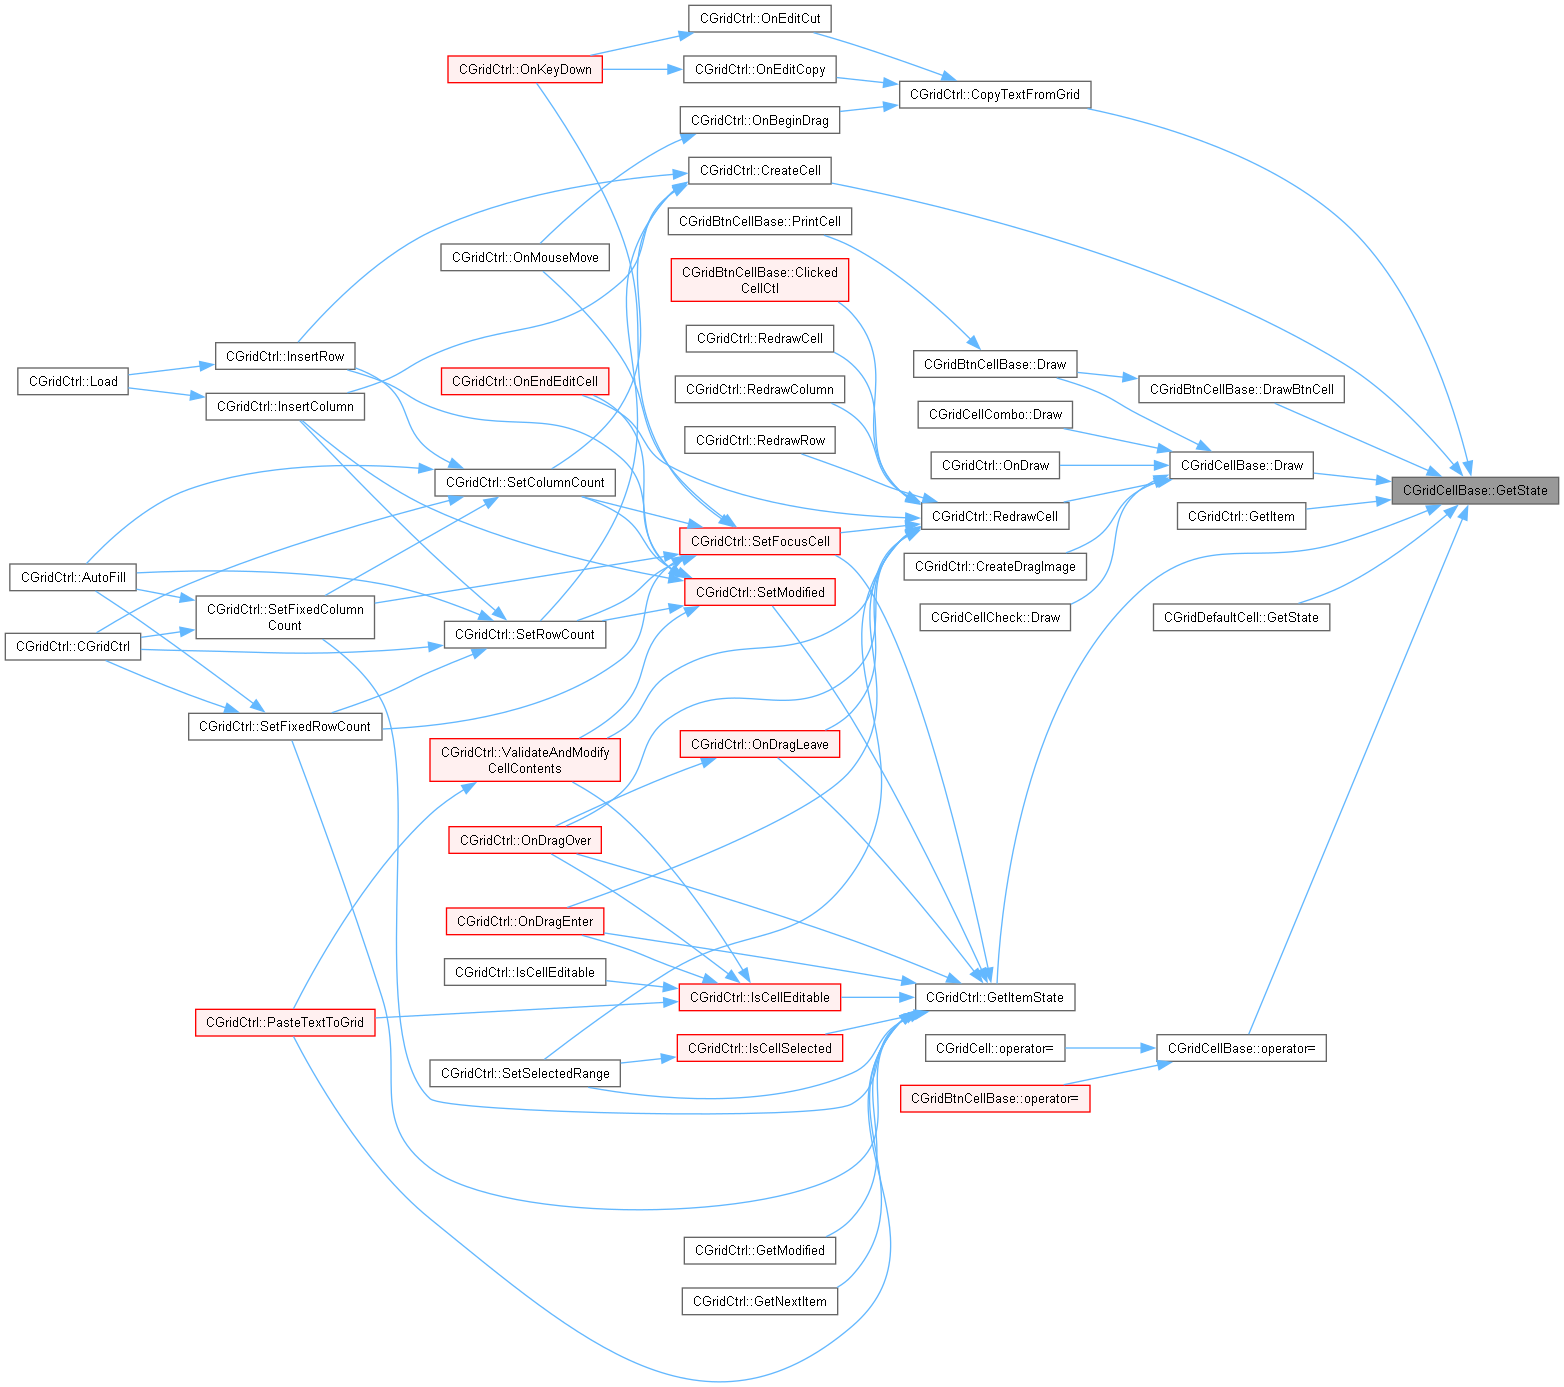 CGridCtrl::OnEditCut
CGridCtrl::OnKeyDown
CGridCtrl::OnEditCopy
CGridCtrl::CopyTextFromGrid
CGridCtrl::OnBeginDrag
CGridCtrl::CreateCell
CGridBtnCellBase::PrintCell
CGridCtrl::OnMouseMove
CGridBtnCellBase::Clicked
CellCtl
CGridCtrl::RedrawCell
CGridCtrl::InsertRow
CGridBtnCellBase::Draw
CGridCtrl::Load
CGridCtrl::OnEndEditCell
CGridCtrl::RedrawColumn
CGridBtnCellBase::DrawBtnCell
CGridCtrl::InsertColumn
CGridCellCombo::Draw
CGridCtrl::RedrawRow
CGridCtrl::OnDraw
CGridCellBase::Draw
CGridCtrl::SetColumnCount
CGridCellBase::GetState
CGridCtrl::RedrawCell
CGridCtrl::GetItem
CGridCtrl::SetFocusCell
CGridCtrl::CreateDragImage
CGridCtrl::AutoFill
CGridCtrl::SetModified
CGridCtrl::SetFixedColumn
Count
CGridCellCheck::Draw
CGridDefaultCell::GetState
CGridCtrl::SetRowCount
CGridCtrl::CGridCtrl
CGridCtrl::SetFixedRowCount
CGridCtrl::OnDragLeave
CGridCtrl::ValidateAndModify
CellContents
CGridCtrl::OnDragOver
CGridCtrl::OnDragEnter
CGridCtrl::IsCellEditable
CGridCtrl::IsCellEditable
CGridCtrl::GetItemState
CGridCtrl::PasteTextToGrid
CGridCtrl::IsCellSelected
CGridCell::operator=
CGridCellBase::operator=
CGridCtrl::SetSelectedRange
CGridBtnCellBase::operator=
CGridCtrl::GetModified
CGridCtrl::GetNextItem